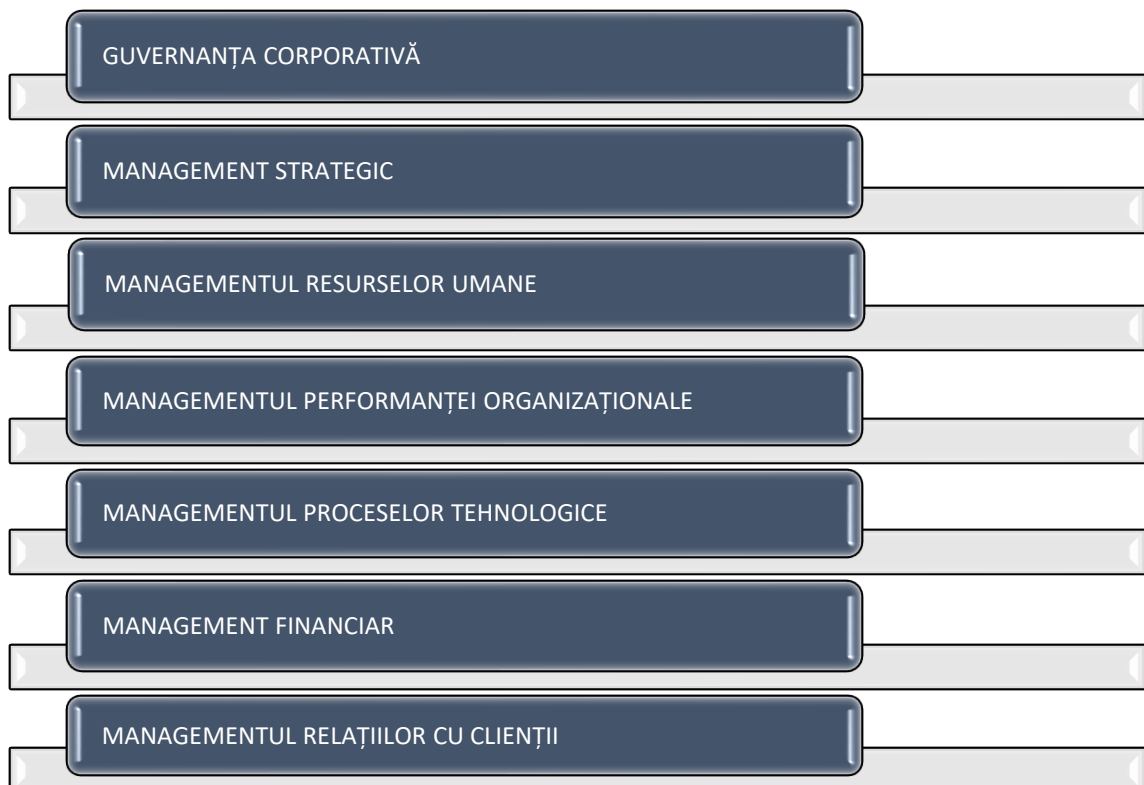 GUVERNANȚA CORPORATIVĂ
MANAGEMENT STRATEGIC
MANAGEMENTUL RESURSELOR UMANE
MANAGEMENTUL PERFORMANȚEI ORGANIZAȚIONALE
MANAGEMENTUL PROCESELOR TEHNOLOGICE
MANAGEMENT FINANCIAR
MANAGEMENTUL RELAȚIILOR CU CLIENȚII